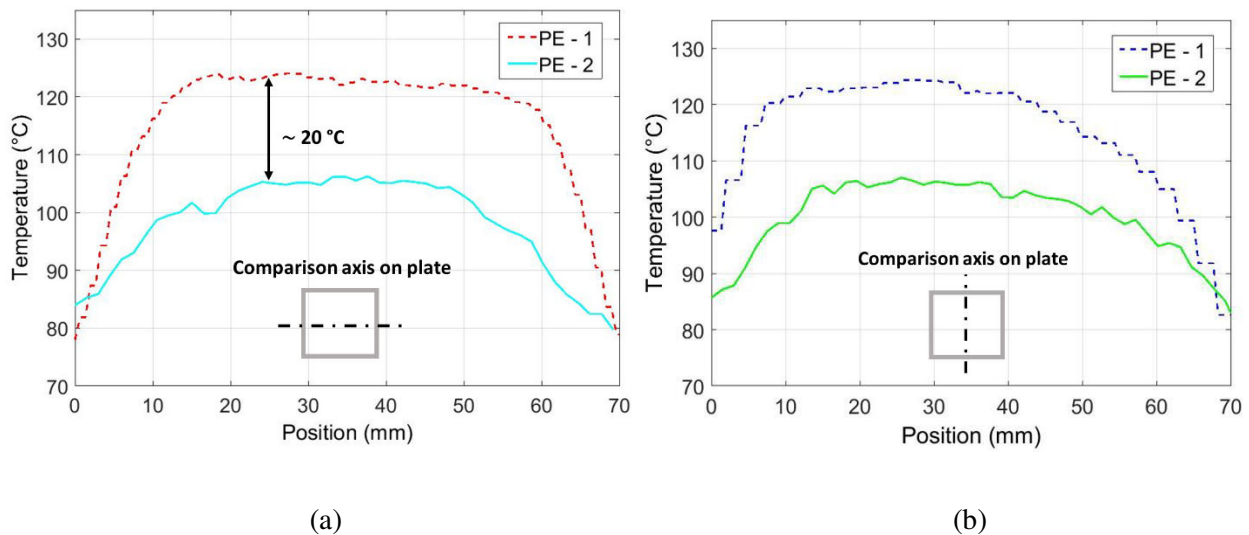 130
120
110
100
90
80
70
Temperature (°C)
PE - 1
PE - 2
~ 20 °C
Comparison axis on plate
0 10 20 30 40 50 60 70
Position (mm)
(a)
130
120
110
100
90
80
70
Temperature (°C)
PE - 1
PE - 2
Comparison axis on plate
0 10 20 30 40 50 60 70
Position (mm)
(b)